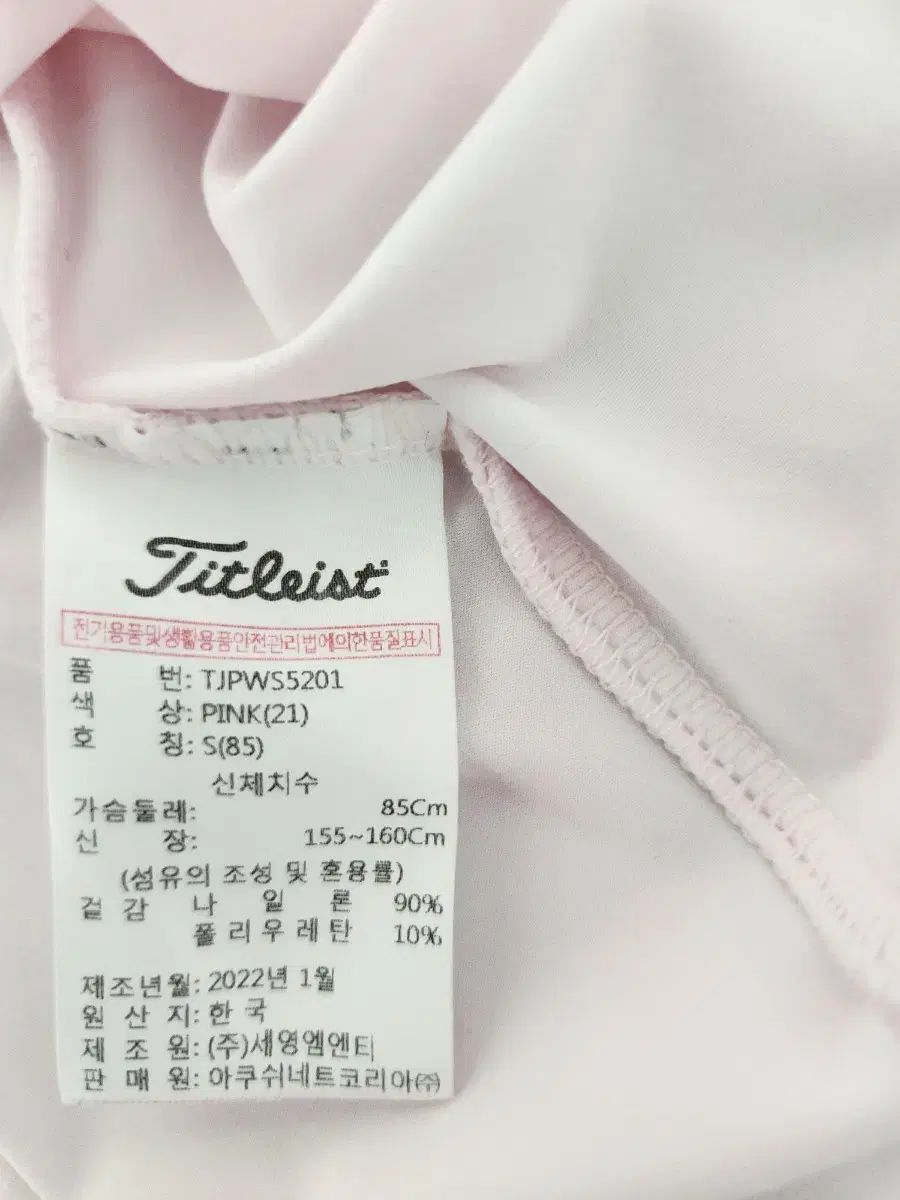 Titleist
전기용품및생활용품안전관리법에의한품질표시
품 번: TJPWS5201
색 상: PINK(21)
호 칭: S(85)
신체치수
가슴둘레: 85Cm
신 장: 155~160Cm
(섬유의 조성 및 혼용률)
겉감 나일론 90%
폴리우레탄 10%
제조년월: 2022년 1월
원 산 지: 한 국
제 조 원: (주)세영엠엔티
판 매 원: 아쿠쉬네트코리아㈜